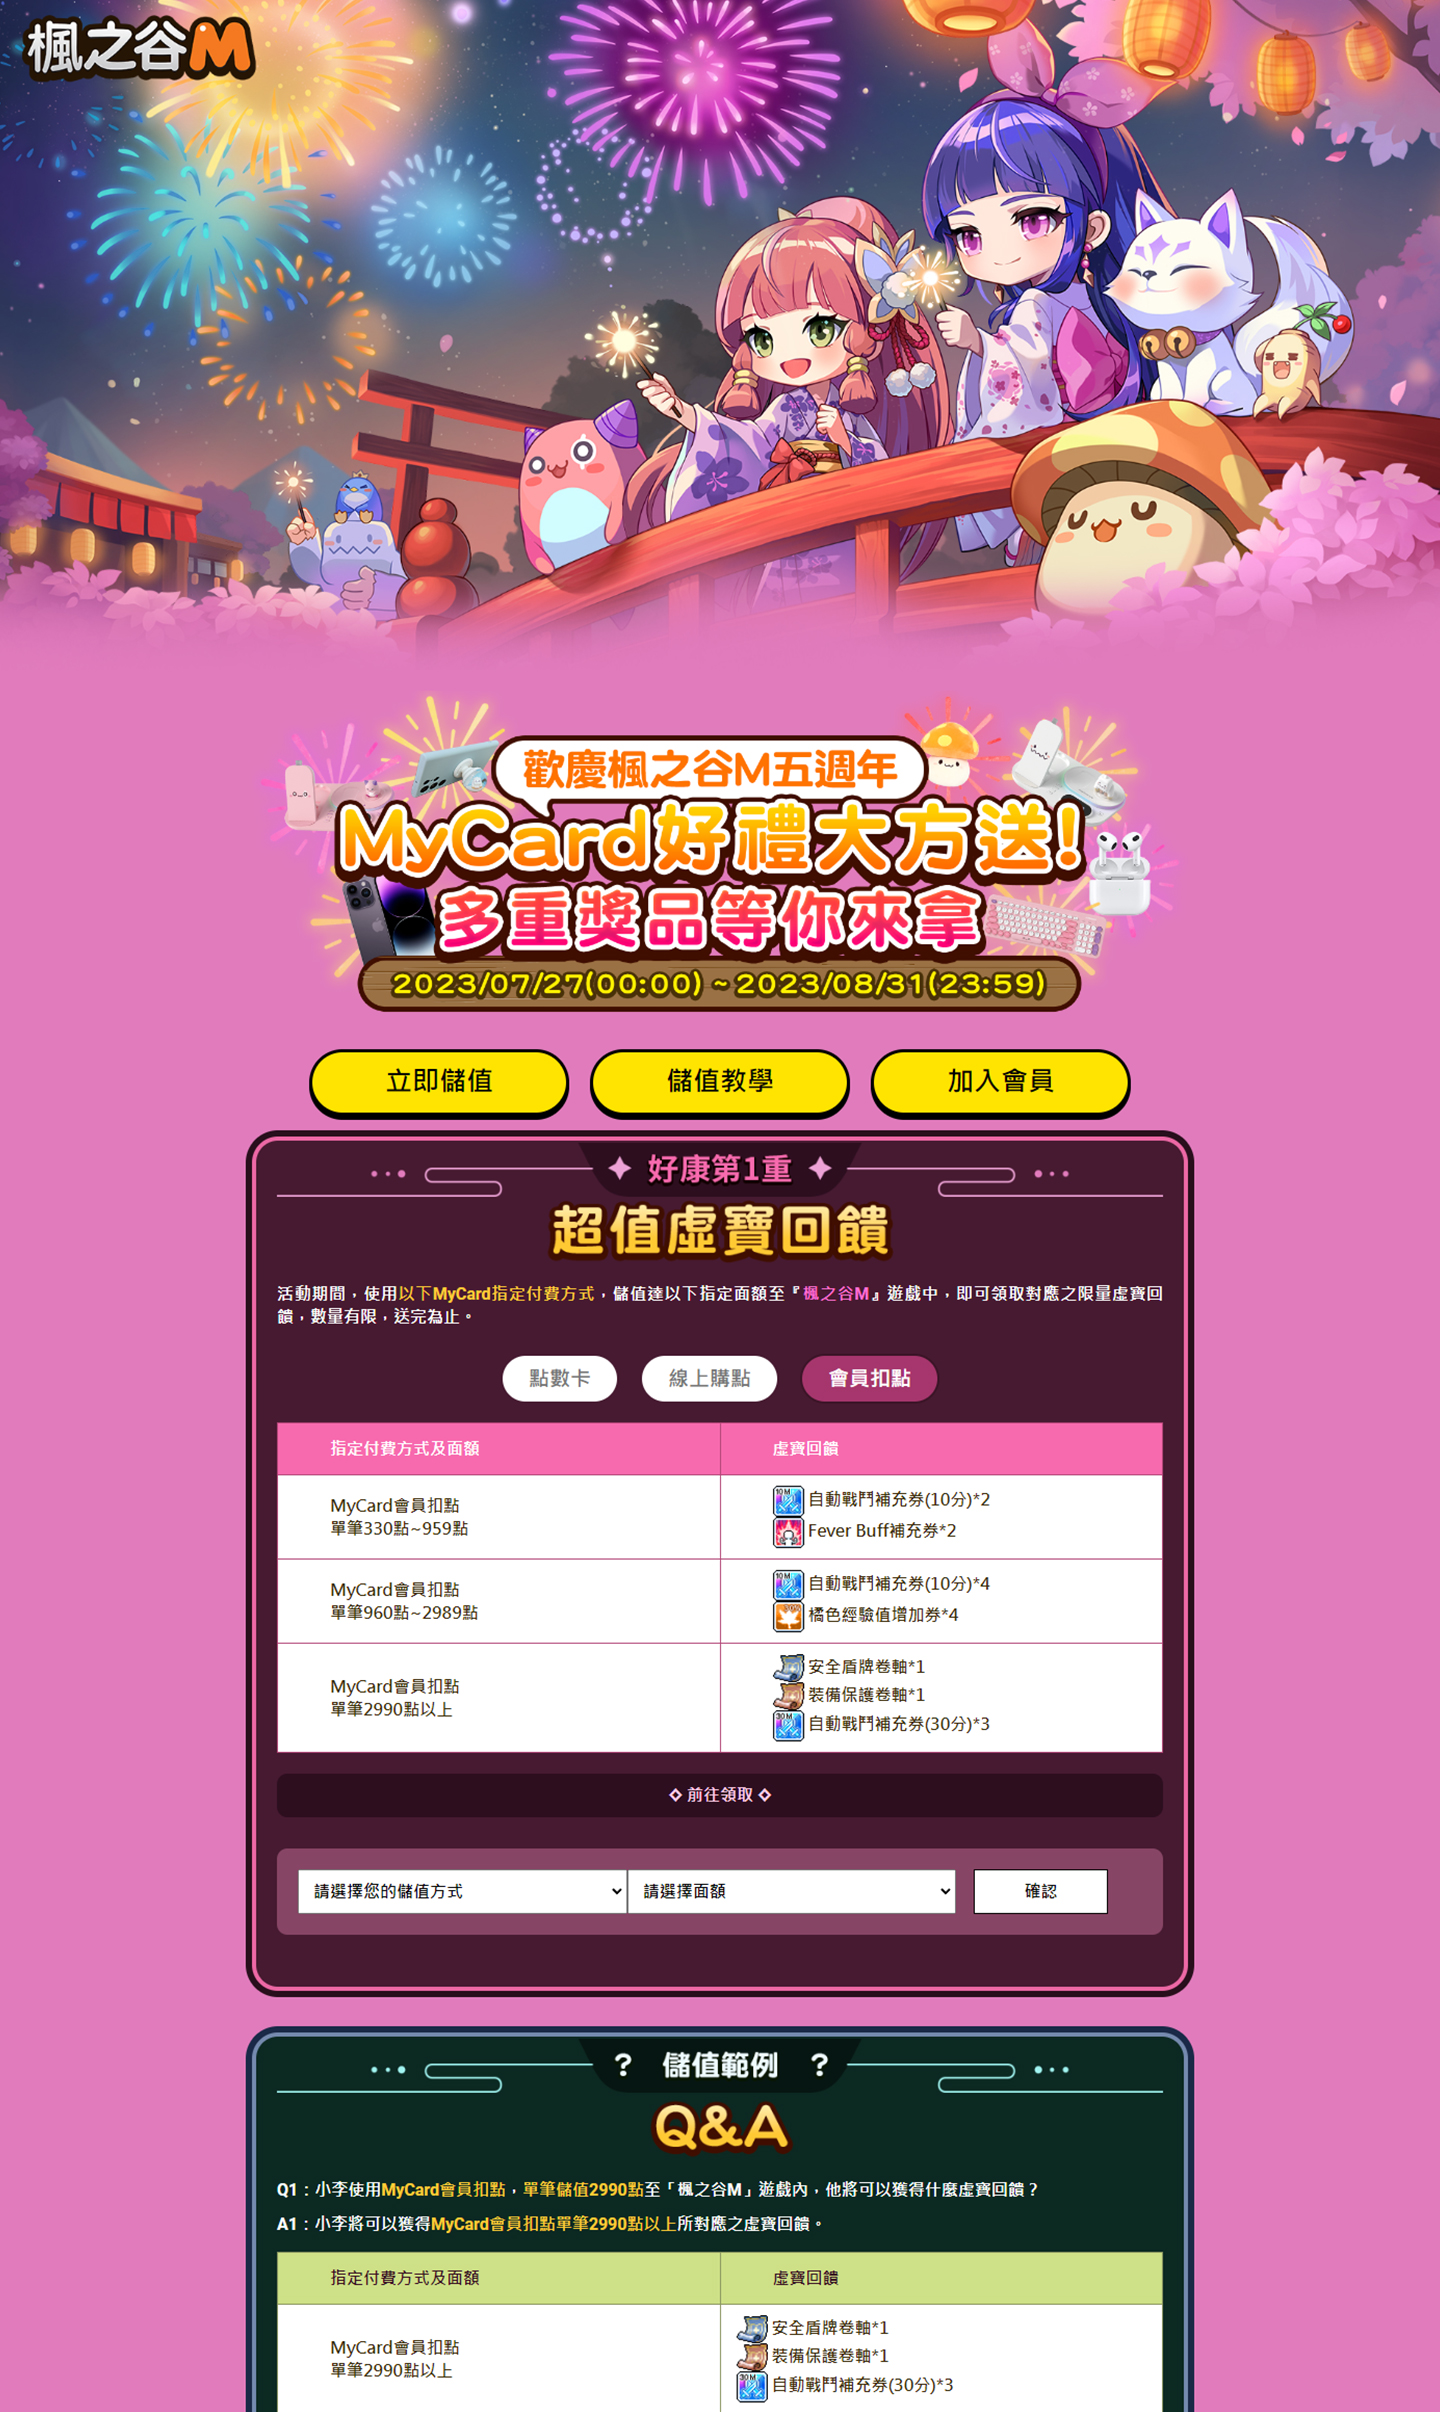 楓之谷M
歡慶楓之谷M五週年
MyCard好禮大方送!
多重獎品等你來拿
2023/07/27(00:00) ~ 2023/08/31(23:59)
立即儲值
儲值教學
加入會員
好康第1重
超值虛寶回饋
活動期間，使用以下MyCard指定付費方式，儲值達以下指定面額至『楓之谷M』遊戲中，即可領取對應之限量虛寶回
饋，數量有限，送完為止。
點數卡
線上購點
會員扣點
指定付費方式及面額
虛寶回饋
MyCard會員扣點
單筆330點~959點
10M
自動戰鬥補充券(10分)*2
Fever Buff補充券*2
MyCard會員扣點
單筆960點~2989點
10M
自動戰鬥補充券(10分)*4
橘色經驗值增加券*4
MyCard會員扣點
單筆2990點以上
安全盾牌卷軸*1
裝備保護卷軸*1
30M
自動戰鬥補充券(30分)*3
前往領取
請選擇您的儲值方式
請選擇面額
確認
? 儲值範例 ?
Q&A
Q1：小李使用MyCard會員扣點，單筆儲值2990點至「楓之谷M」遊戲內，他將可以獲得什麼虛寶回饋？
A1：小李將可以獲得MyCard會員扣點單筆2990點以上所對應之虛寶回饋。
指定付費方式及面額
虛寶回饋
MyCard會員扣點
單筆2990點以上
安全盾牌卷軸*1
裝備保護卷軸*1
30M
自動戰鬥補充券(30分)*3